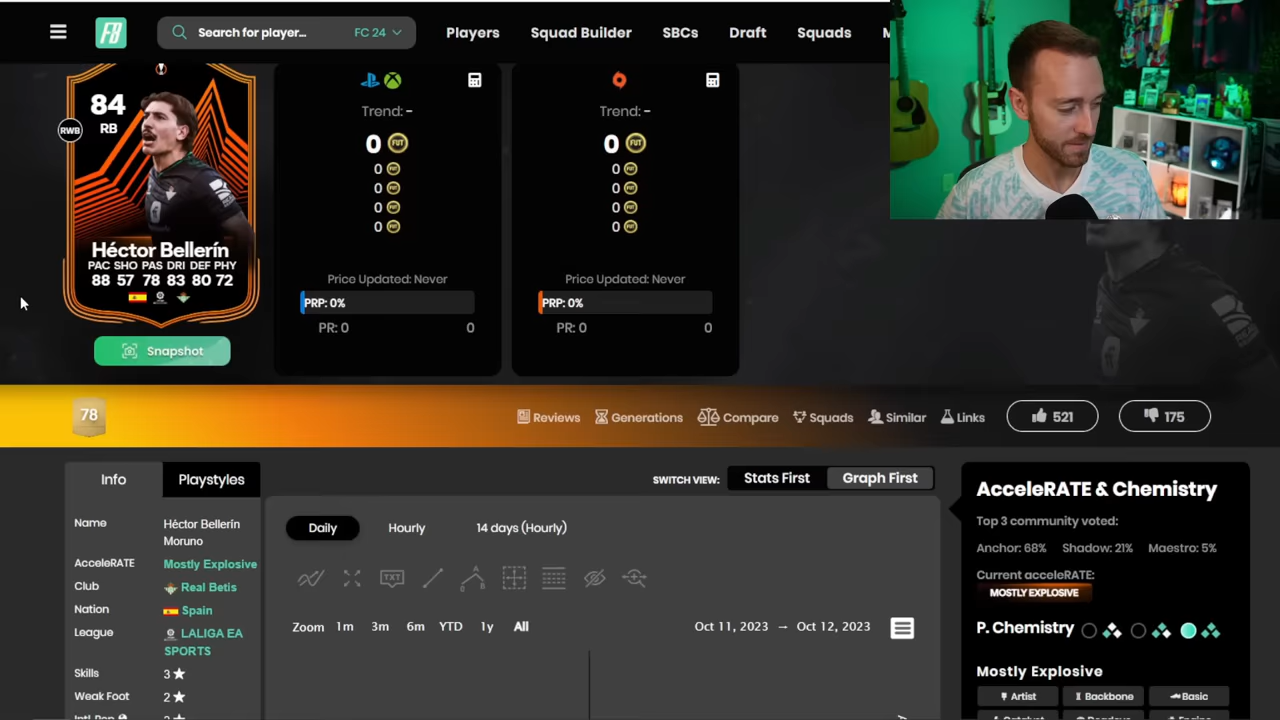 FB
Search for player...
FC 24
Players
Squad Builder
SBCs
Draft
Squads
M
84
RB
RWB
Héctor Bellerín
PAC SHO PAS DRI DEF PHY
88 57 78 83 80 72
Snapshot
Trend: -
0 FUT
0
0
0
0
Price Updated: Never
PRP: 0%
PR: 0
0
Trend: -
0 FUT
0
0
0
0
Price Updated: Never
PRP: 0%
PR: 0
0
78
Reviews
Generations
Compare
Squads
Similar
Links
521
175
Info
Playstyles
Name
Héctor Bellerín
Moruno
AcceleRATE
Mostly Explosive
Club
Real Betis
Nation
Spain
League
LALIGA EA
SPORTS
Skills
3
Weak Foot
2
SWITCH VIEW:
Stats First
Graph First
Daily
Hourly
14 days (Hourly)
TXT
Zoom
1m
3m
6m
YTD
1y
All
Oct 11, 2023 → Oct 12, 2023
AcceleRATE & Chemistry
Top 3 community voted:
Anchor: 68%
Shadow: 21%
Maestro: 5%
Current acceleRATE:
MOSTLY EXPLOSIVE
P. Chemistry
Mostly Explosive
Artist
Backbone
Basic